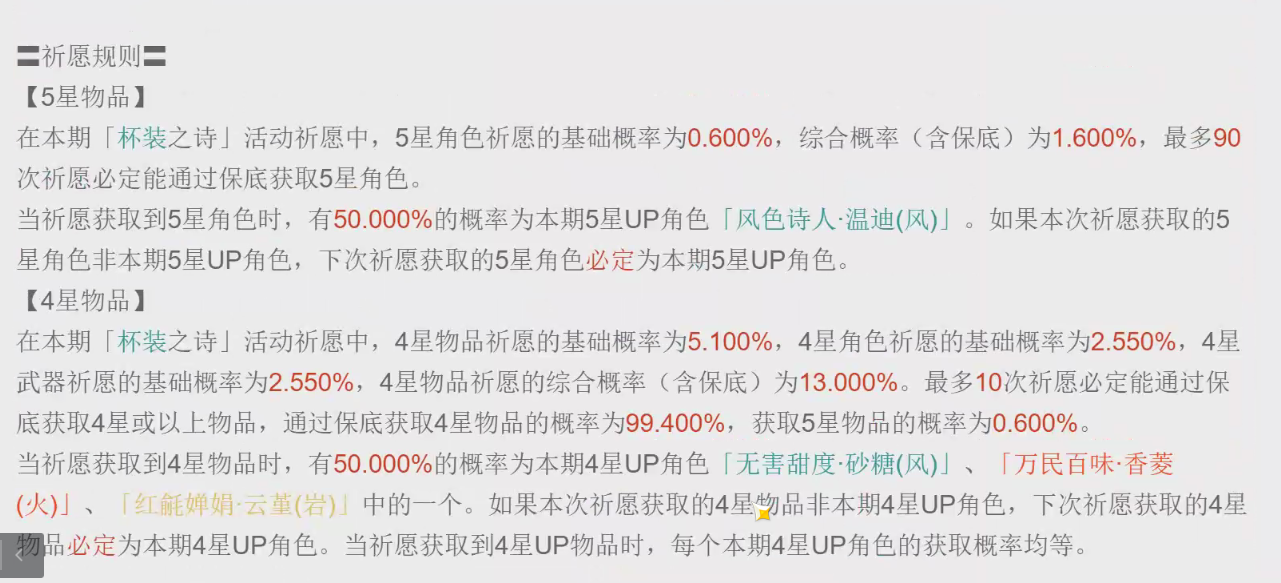 〓祈愿规则〓
【5星物品】
在本期「杯装之诗」活动祈愿中，5星角色祈愿的基础概率为0.600%，综合概率（含保底）为1.600%，最多90
次祈愿必定能通过保底获取5星角色。
当祈愿获取到5星角色时，有50.000%的概率为本期5星UP角色「风色诗人·温迪(风)」。如果本次祈愿获取的5
星角色非本期5星UP角色，下次祈愿获取的5星角色必定为本期5星UP角色。
【4星物品】
在本期「杯装之诗」活动祈愿中，4星物品祈愿的基础概率为5.100%，4星角色祈愿的基础概率为2.550%，4星
武器祈愿的基础概率为2.550%，4星物品祈愿的综合概率（含保底）为13.000%。最多10次祈愿必定能通过保
底获取4星或以上物品，通过保底获取4星物品的概率为99.400%，获取5星物品的概率为0.600%。
当祈愿获取到4星物品时，有50.000%的概率为本期4星UP角色「无害甜度·砂糖(风)」、「万民百味·香菱
(火)」、「红毹婵娟·云堇(岩)」中的一个。如果本次祈愿获取的4星物品非本期4星UP角色，下次祈愿获取的4星
物品必定为本期4星UP角色。当祈愿获取到4星UP物品时，每个本期4星UP角色的获取概率均等。